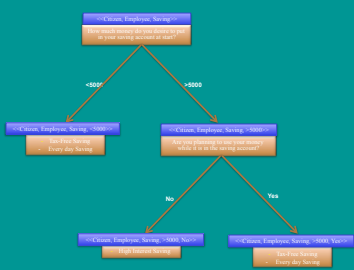 <<Citizen, Employee, Saving>>
How much money do you desire to put
in your saving account at start?
<5000
>5000
<<Citizen, Employee, Saving, <5000>>
- Tax-Free Saving
- Every day Saving
<<Citizen, Employee, Saving, >5000>>
Are you planning to use your money
while it is in the saving account?
No
Yes
<<Citizen, Employee, Saving, >5000, No>>
- High Interest Saving
<<Citizen, Employee, Saving, >5000, Yes>>
- Tax-Free Saving
- Every day Saving